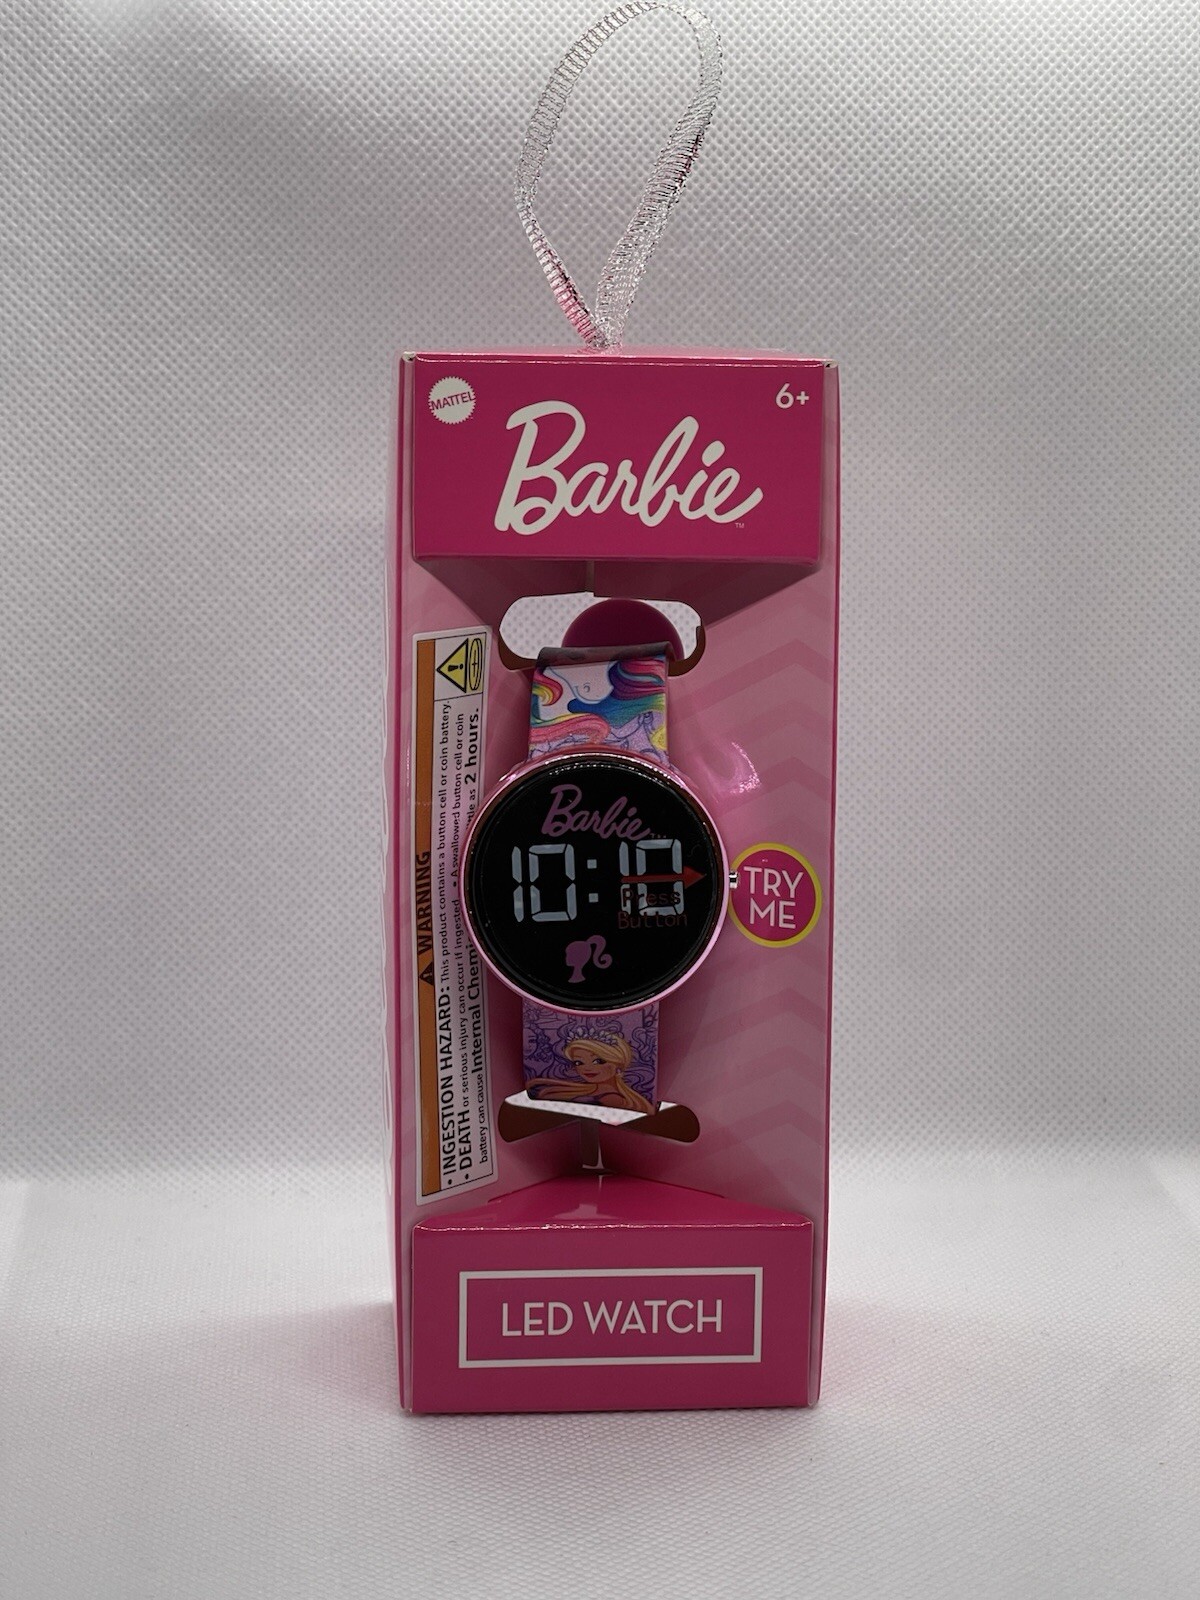 MATTEL
6+
Barbie™
WARNING
• INGESTION HAZARD: This product contains a button cell or coin battery.
• DEATH or serious injury can occur if ingested. • A swallowed button cell or coin
battery can cause Internal Chemi as 2 hours.
Barbie
10:10
Press
Button
TRY
ME
LED WATCH